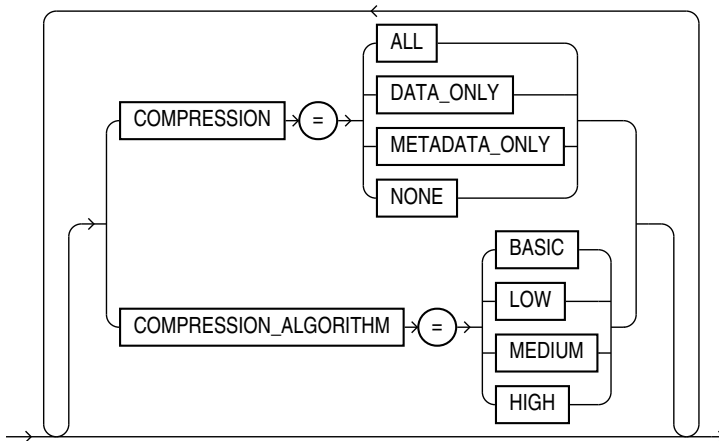 ALL
DATA_ONLY
COMPRESSION =
METADATA_ONLY
NONE
BASIC
LOW
COMPRESSION_ALGORITHM =
MEDIUM
HIGH